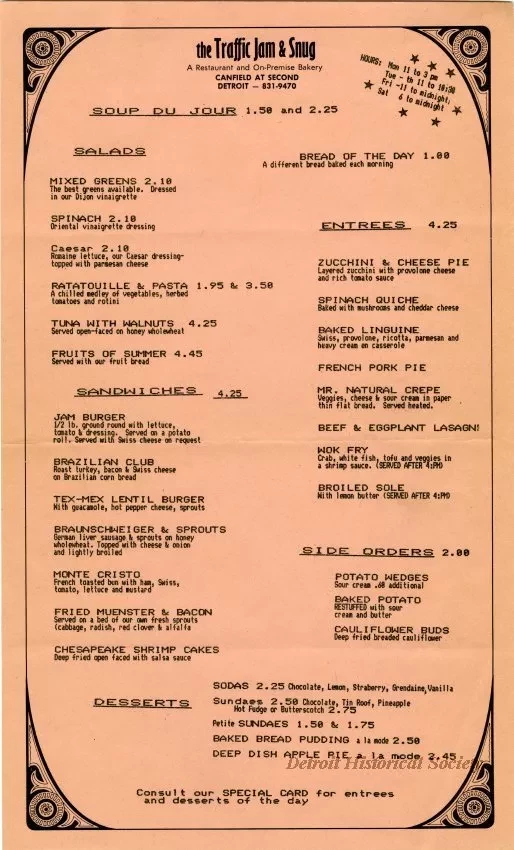 the Traffic Jam & Snug
A Restaurant and On-Premise Bakery
CANFIELD AT SECOND
DETROIT — 831-9470
HOURS: Mon 11 to 3 pm
Tue - th 11 to 10:30
Fri - 11 to midnight,
Sat 6 to midnight
SOUP DU JOUR 1.50 and 2.25
SALADS
MIXED GREENS 2.10
The best greens available. Dressed
in our Dijon vinaigrette
SPINACH 2.10
Oriental vinaigrette dressing
Caesar 2.10
Romaine lettuce, our Caesar dressing-
topped with parmesan cheese
RATATOUILLE & PASTA 1.95 & 3.50
A chilled medley of vegetables, herbed
tomatoes and rotini
TUNA WITH WALNUTS 4.25
Served open-faced on honey wholewheat
FRUITS OF SUMMER 4.45
Served with our fruit bread
SANDWICHES 4.25
JAM BURGER
1/2 lb. ground round with lettuce,
tomato & dressing. Served on a potato
roll. Served with Swiss cheese on request
BRAZILIAN CLUB
Roast turkey, bacon & Swiss cheese
on Brazilian corn bread
TEX-MEX LENTIL BURGER
With guacamole, hot pepper cheese, sprouts
BRAUNSCHWEIGER & SPROUTS
German liver sausage & sprouts on honey
wholewheat. Topped with cheese & onion
and lightly broiled
MONTE CRISTO
French toasted bun with ham, Swiss,
tomato, lettuce and mustard
FRIED MUENSTER & BACON
Served on a bed of our own fresh sprouts
(cabbage, radish, red clover & alfalfa
CHESAPEAKE SHRIMP CAKES
Deep fried open faced with salsa sauce
BREAD OF THE DAY 1.00
A different bread baked each morning
ENTREES 4.25
ZUCCHINI & CHEESE PIE
Layered zucchini with provolone cheese
and rich tomato sauce
SPINACH QUICHE
Baked with mushrooms and cheddar cheese
BAKED LINGUINE
Swiss, provolone, ricotta, parmesan and
heavy cream en casserole
FRENCH PORK PIE
MR. NATURAL CREPE
Veggies, cheese & sour cream in paper
thin flat bread. Served heated.
BEEF & EGGPLANT LASAGN
WOK FRY
Crab, white fish, tofu and veggies in
a shrimp sauce. (SERVED AFTER 4:PM)
BROILED SOLE
With lemon butter (SERVED AFTER 4:PM)
SIDE ORDERS 2.00
POTATO WEDGES
Sour cream .60 additional
BAKED POTATO
RESTUFFED with sour
cream and butter
CAULIFLOWER BUDS
Deep fried breaded cauliflower
DESSERTS
SODAS 2.25 Chocolate, Lemon, Straberry, Grendaine, Vanilla
Sundaes 2.50 Chocolate, Tin Roof, Pineapple
Hot Fudge or Butterscotch 2.75
Petite SUNDAES 1.50 & 1.75
BAKED BREAD PUDDING a la mode 2.50
DEEP DISH APPLE PIE a la mode 2.45
Detroit Historical Society
Consult our SPECIAL CARD for entrees
and desserts of the day